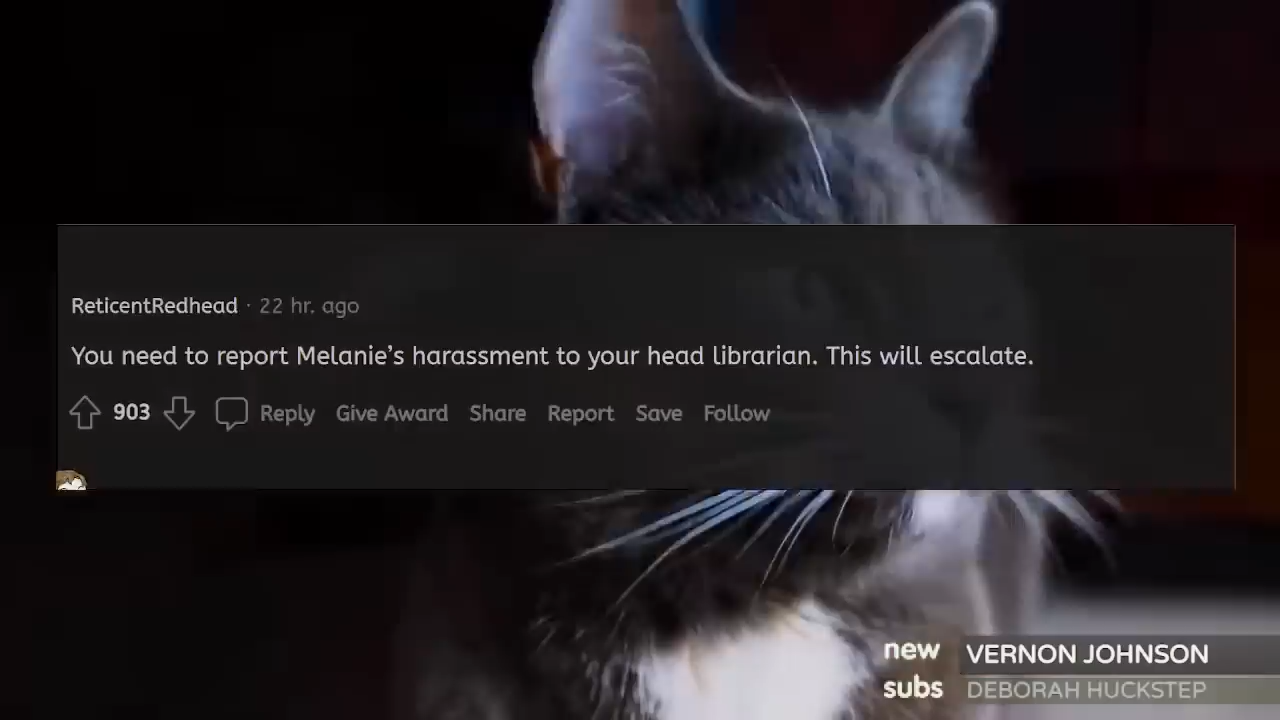 ReticentRedhead · 22 hr. ago
You need to report Melanie’s harassment to your head librarian. This will escalate.
903 Reply Give Award Share Report Save Follow
new VERNON JOHNSON
subs DEBORAH HUCKSTEP